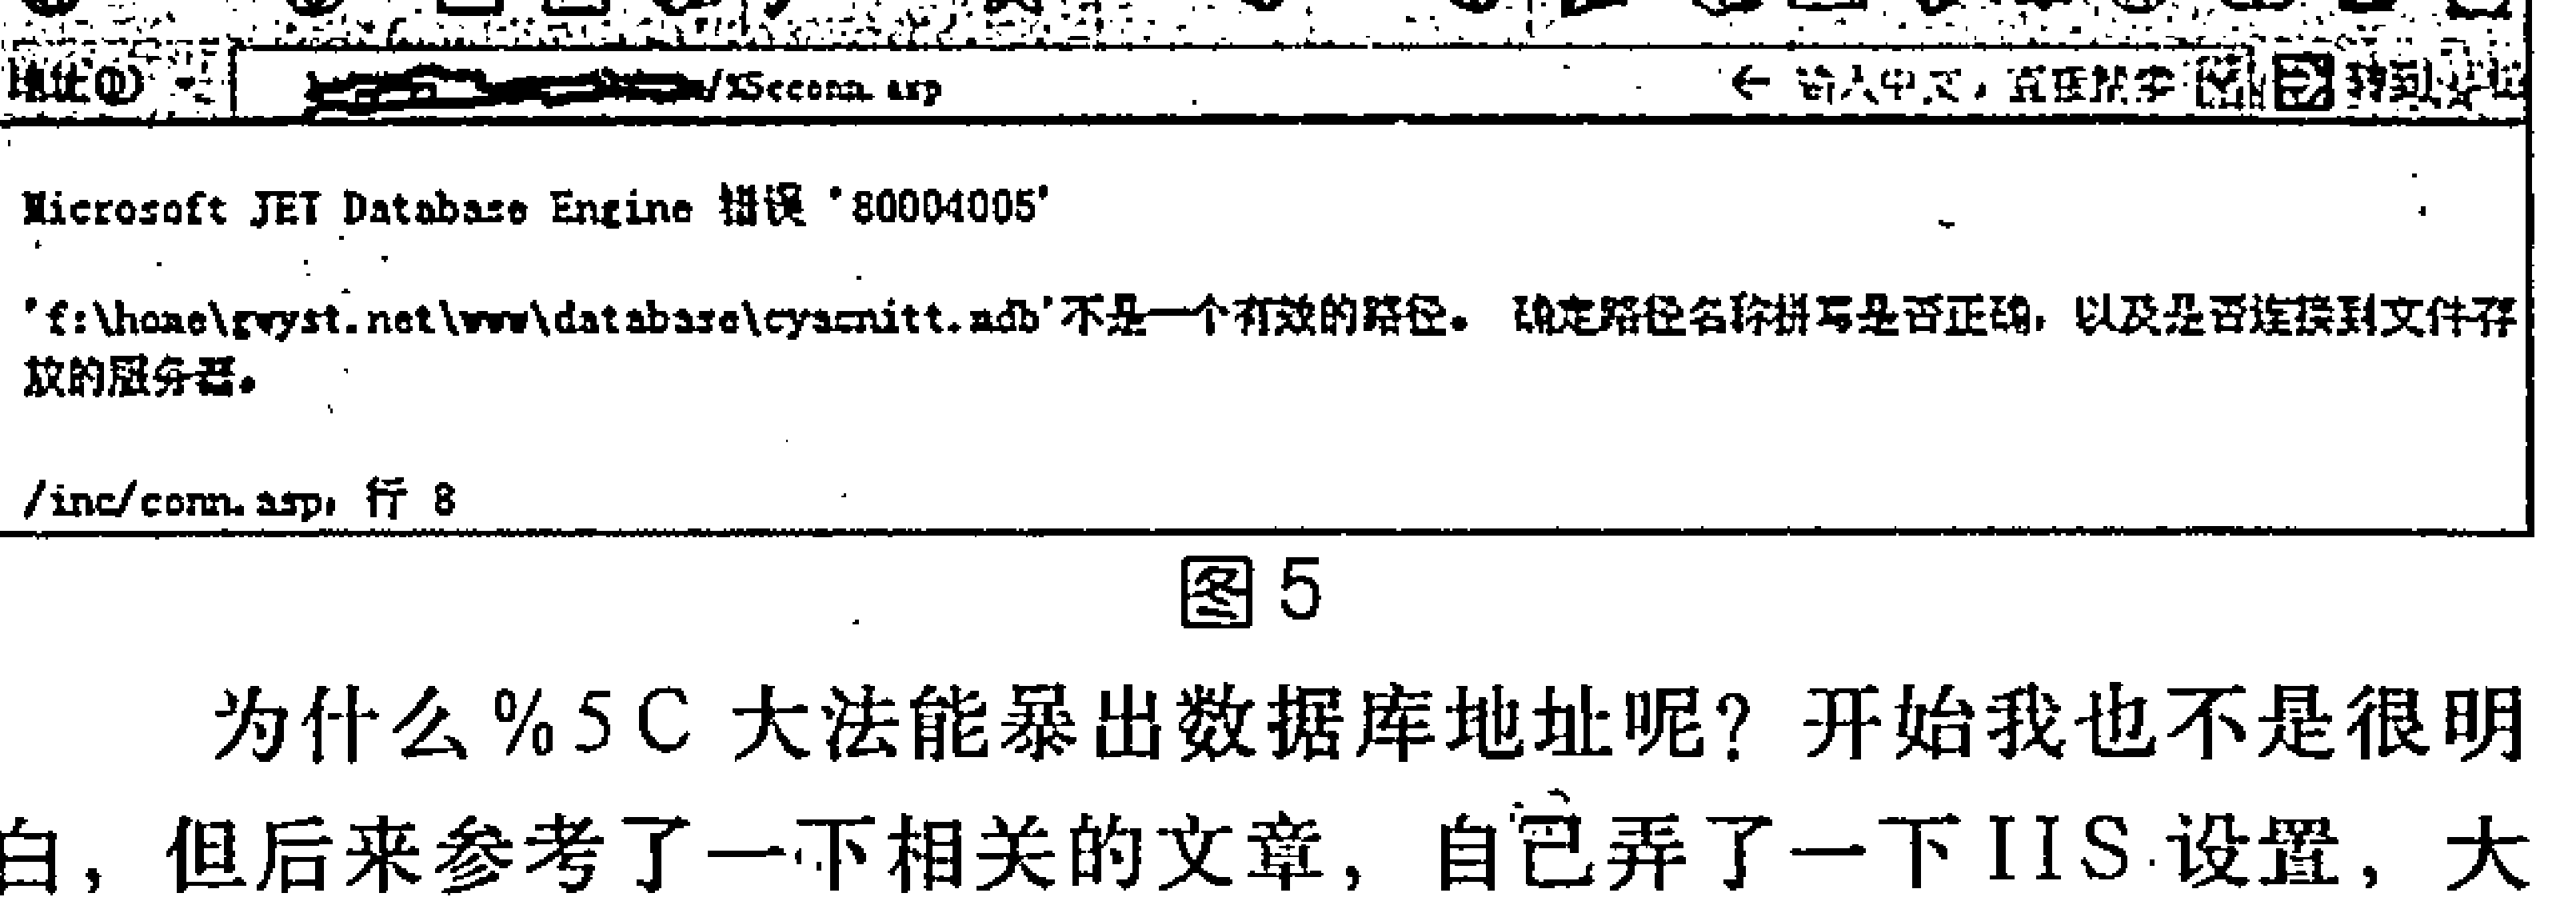 地址(D) /%5cconn.asp ← 输入中文，直接搜索 转到
Microsoft JET Database Engine 错误 '80004005'
'f:\home\gwyst.net\www\database\cyacnitt.mdb'不是一个有效的路径。 确定路径名称拼写是否正确，以及是否连接到文件存
放的服务器。
/inc/conn.asp，行 8
图5
为什么%5C 大法能暴出数据库地址呢？开始我也不是很明
白，但后来参考了一下相关的文章，自己弄了一下IIS设置，大